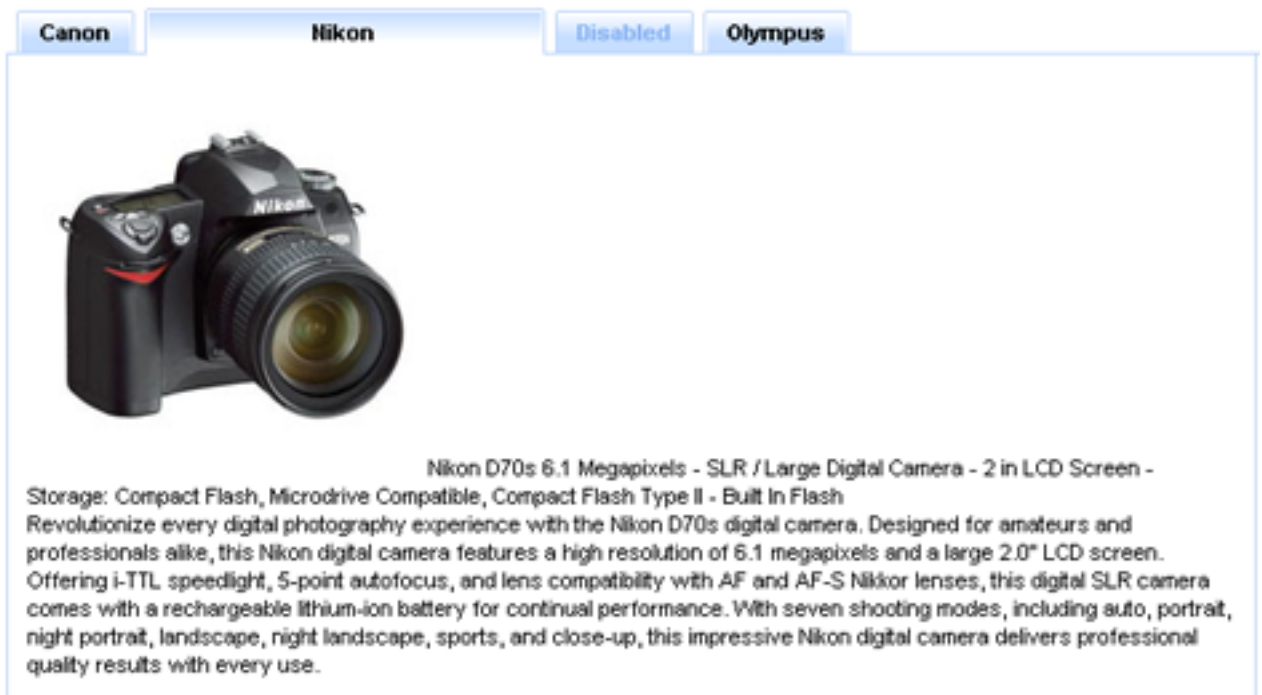 Canon
Nikon
Disabled
Olympus
Nikon
Nikon D70s 6.1 Megapixels - SLR / Large Digital Camera - 2 in LCD Screen -
Storage: Compact Flash, Microdrive Compatible, Compact Flash Type II - Built In Flash
Revolutionize every digital photography experience with the Nikon D70s digital camera. Designed for amateurs and
professionals alike, this Nikon digital camera features a high resolution of 6.1 megapixels and a large 2.0" LCD screen.
Offering i-TTL speedlight, 5-point autofocus, and lens compatibility with AF and AF-S Nikkor lenses, this digital SLR camera
comes with a rechargeable lithium-ion battery for continual performance. With seven shooting modes, including auto, portrait,
night portrait, landscape, night landscape, sports, and close-up, this impressive Nikon digital camera delivers professional
quality results with every use.